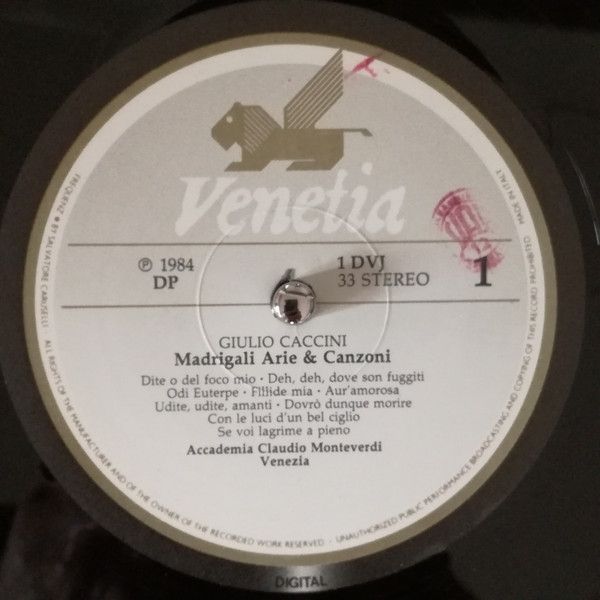 Venetia
℗ 1984
DP
1 DVJ
33 STEREO
1
GIULIO CACCINI
Madrigali Arie & Canzoni
Dite o del foco mio · Deh, deh, dove son fuggiti
Odi Euterpe · Fillide mia · Aur'amorosa
Udite, udite, amanti · Dovrò dunque morire
Con le luci d'un bel ciglio
Se voi lagrime a pieno
Accademia Claudio Monteverdi
Venezia
FREQUENZ ● BY SALVATORE CARUSELLI
ALL RIGHTS OF THE MANUFACTURER AND OF THE OWNER OF THE RECORDED WORK RESERVED - UNAUTHORIZED PUBLIC PERFORMANCE BROADCASTING AND COPYING OF THIS RECORD PROHIBITED
MADE IN ITALY
DIGITAL